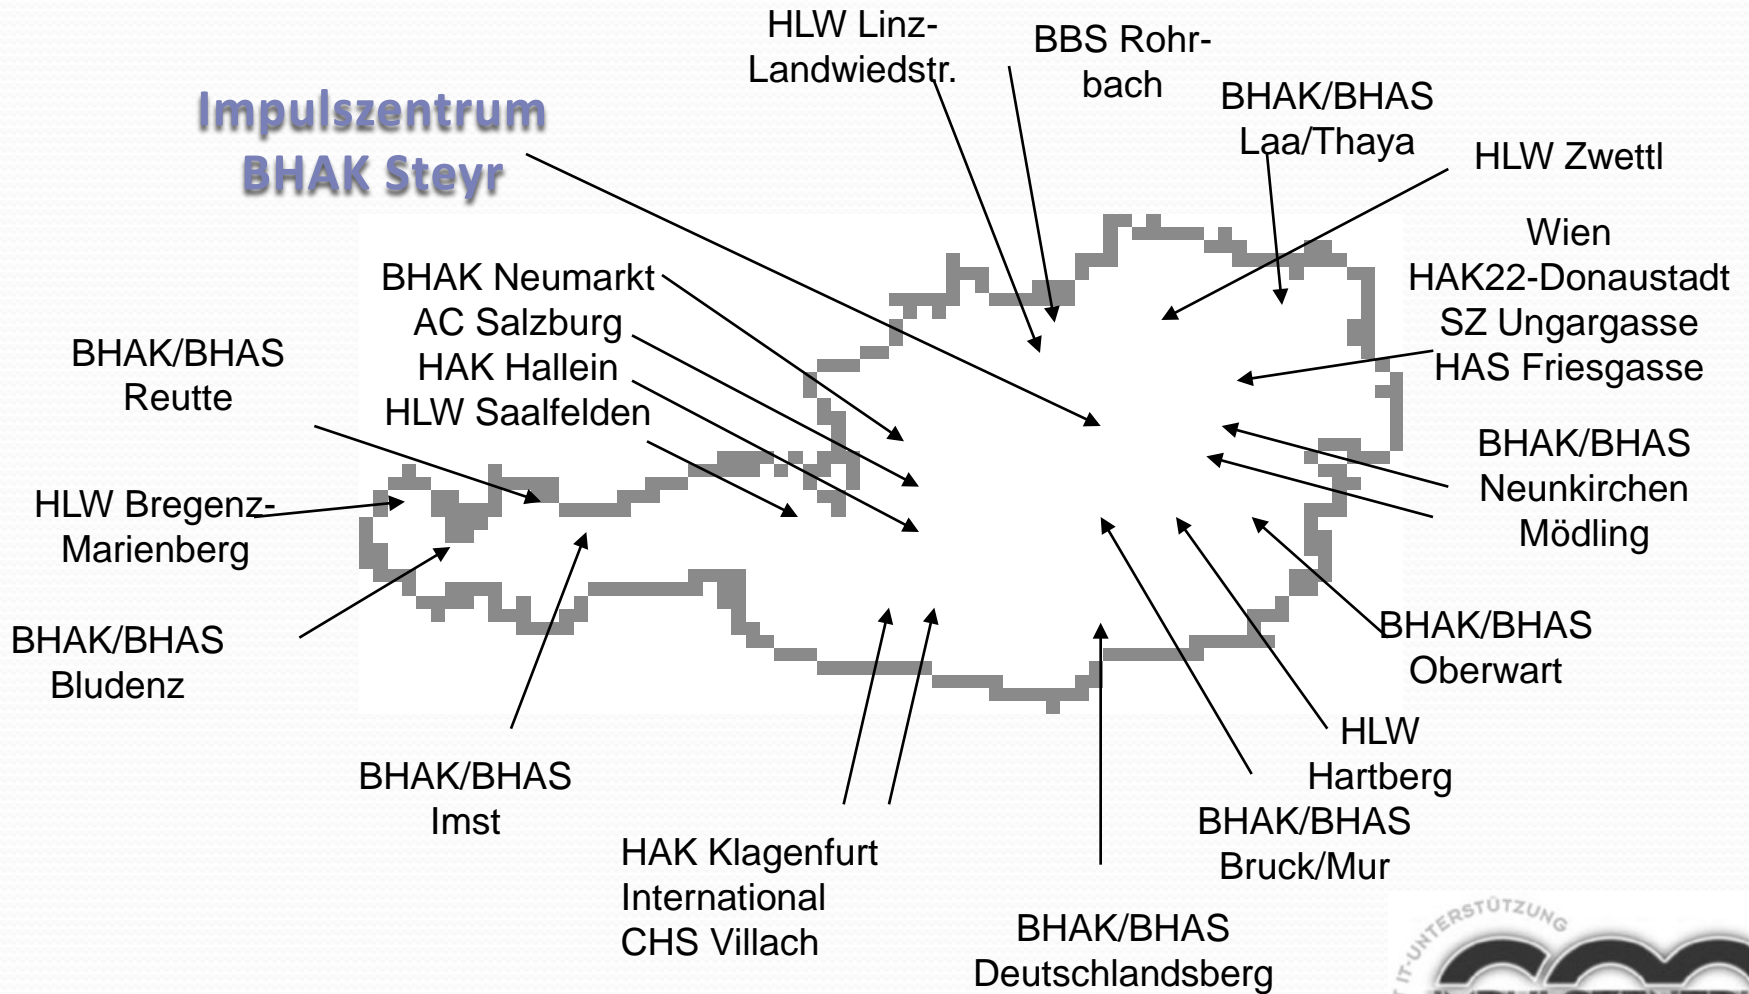 HLW Linz-
Landwiedstr.
BBS Rohr-
bach
Impulszentrum
BHAK Steyr
BHAK/BHAS
Laa/Thaya
HLW Zwettl
Wien
HAK22-Donaustadt
SZ Ungargasse
HAS Friesgasse
BHAK Neumarkt
AC Salzburg
HAK Hallein
HLW Saalfelden
BHAK/BHAS
Reutte
BHAK/BHAS
Neunkirchen
Mödling
HLW Bregenz-
Marienberg
BHAK/BHAS
Bludenz
BHAK/BHAS
Oberwart
HLW
Hartberg
BHAK/BHAS
Imst
BHAK/BHAS
Bruck/Mur
HAK Klagenfurt
International
CHS Villach
BHAK/BHAS
Deutschlandsberg
IT-UNTERSTÜTZUNG